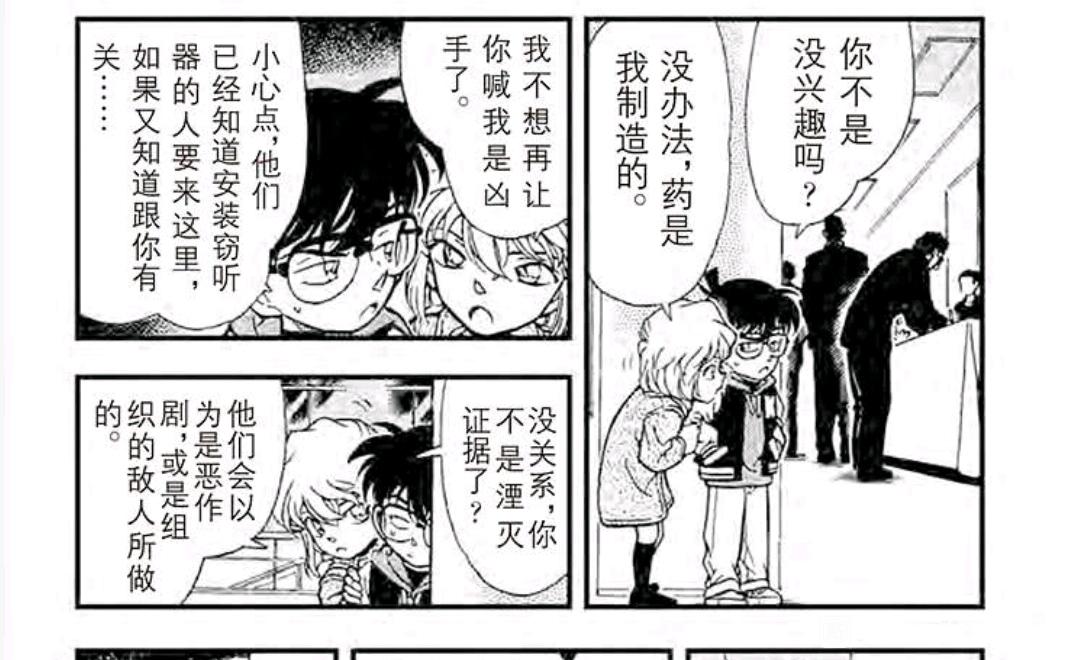 你不是
没兴趣吗？
没办法，药是
我制造的。
我不想再让
你喊我是凶
手了。
小心点，他们
已经知道安装窃听
器的人要来这里，
如果又知道跟你有
关……
没关系，你
不是湮灭
证据了？
他们会以
为是恶作
剧，或是组
织的敌人所做
的。